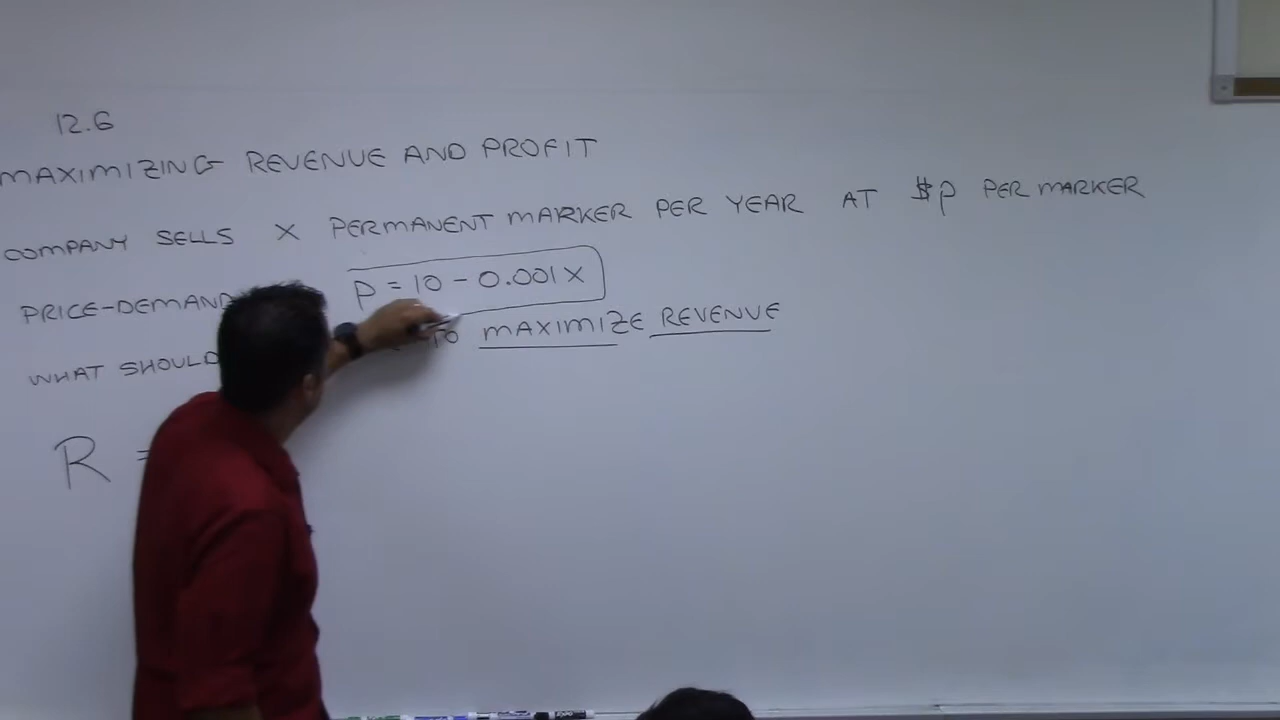 12.6
MAXIMIZING REVENUE AND PROFIT
COMPANY SELLS X PERMANENT MARKER PER YEAR AT $p PER MARKER
PRICE-DEMAND p = 10 - 0.001x
WHAT SHOULD TO MAXIMIZE REVENUE
R =